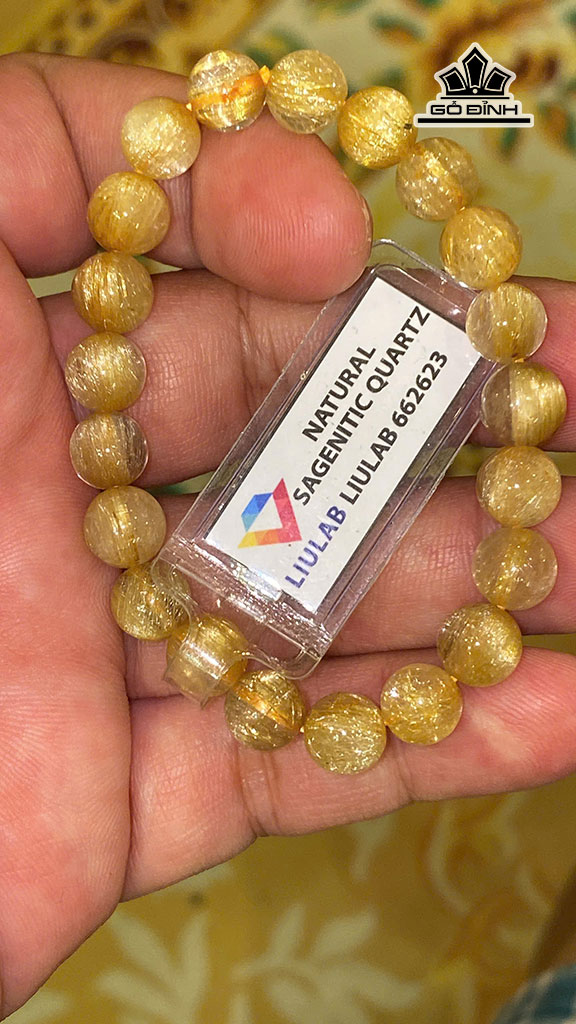 GỖ ĐỈNH
NATURAL
SAGENITIC QUARTZ
LIULAB 662623
LIULAB